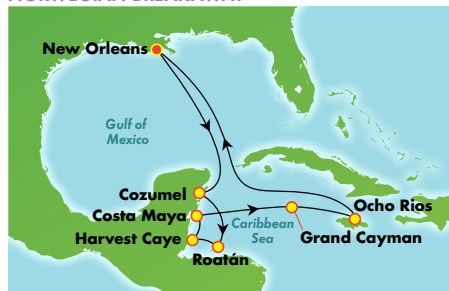 New Orleans
Gulf of
Mexico
Cozumel
Costa Maya
Ocho Rios
Caribbean
Sea
Harvest Caye
Grand Cayman
Roatán